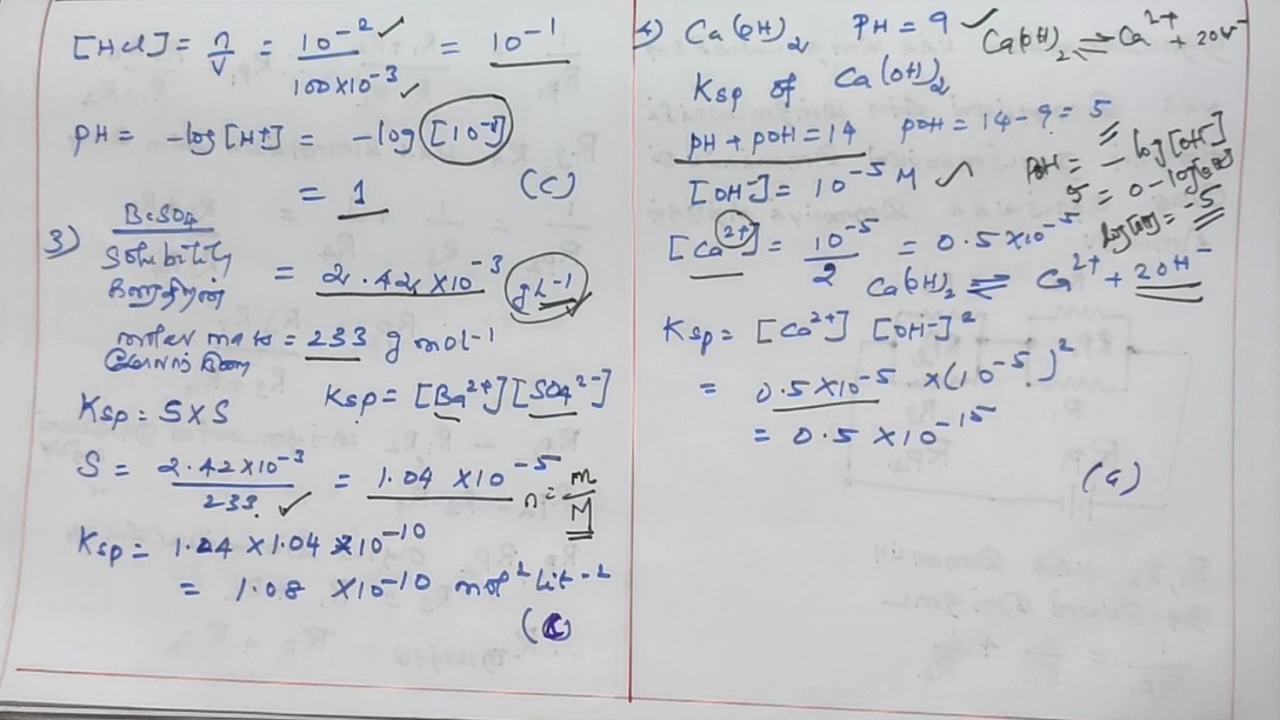 [HCl] = n/V = 10⁻² / 100×10⁻³ = 10⁻¹
PH = -log[H+] = -log[10⁻¹]
= 1 (C)
BaSO4
3) Solubility = 2.42 ×10⁻³ gL⁻¹
கரைதிறன்
molar mass = 233 g mol-1
Ksp = [Ba²⁺][SO4²⁻]
Ksp = S×S
S = 2.42×10⁻³ / 233 = 1.04 ×10⁻⁵
n = m/M
Ksp = 1.04 ×1.04 ×10⁻¹⁰
= 1.08 ×10⁻¹⁰ mol² Lit⁻²
(C)
4) Ca(OH)₂ PH = 9
Ca(OH)₂ ⇌ Ca²⁺ + 2OH⁻
Ksp of Ca(OH)₂
PH + POH = 14 POH = 14 - 9 = 5
[OH⁻] = 10⁻⁵ M
POH = -log[OH⁻]
5 = 0 - log[OH]
log[OH] = -5
[Ca²⁺] = 10⁻⁵ / 2 = 0.5 ×10⁻⁵
Ca(OH)₂ ⇌ Ca²⁺ + 2OH⁻
Ksp = [Ca²⁺] [OH⁻]²
= 0.5 ×10⁻⁵ ×(10⁻⁵)²
= 0.5 ×10⁻¹⁵
(a)